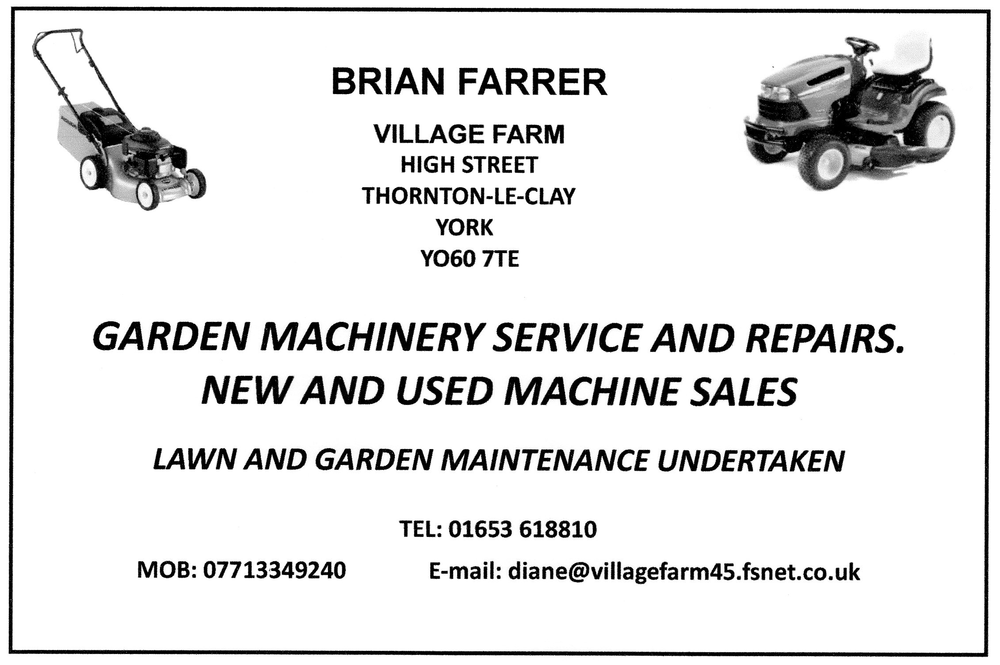 BRIAN FARRER
VILLAGE FARM
HIGH STREET
THORNTON-LE-CLAY
YORK
YO60 7TE
GARDEN MACHINERY SERVICE AND REPAIRS.
NEW AND USED MACHINE SALES
LAWN AND GARDEN MAINTENANCE UNDERTAKEN
TEL: 01653 618810
MOB: 07713349240 E-mail: diane@villagefarm45.fsnet.co.uk